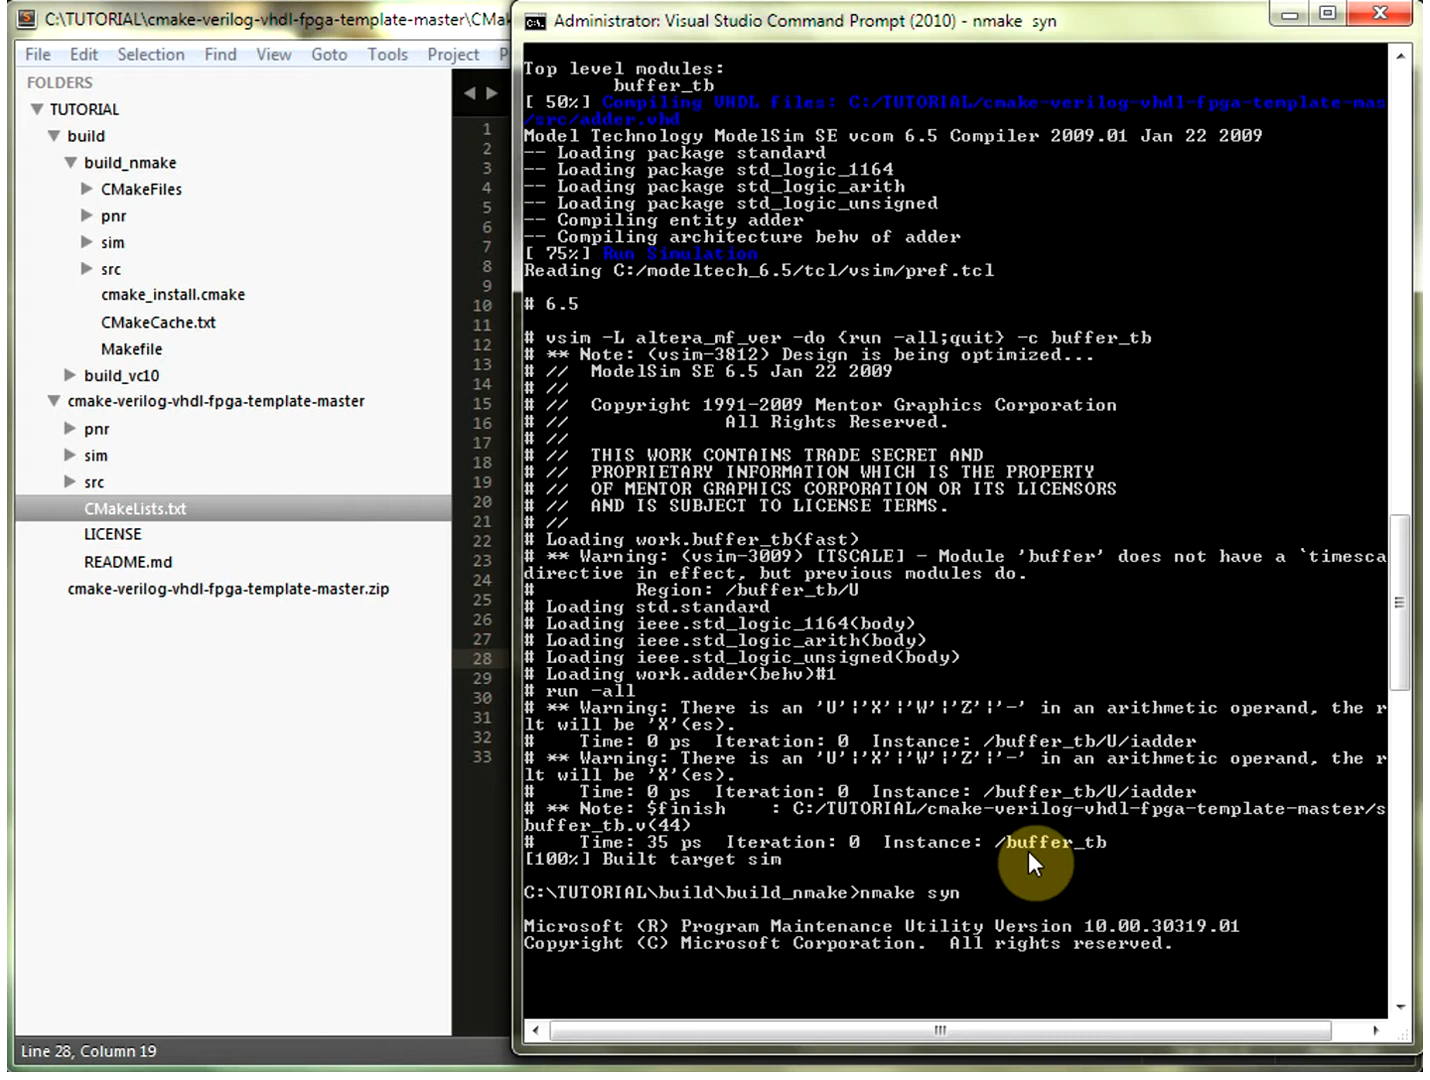 C:\TUTORIAL\cmake-verilog-vhdl-fpga-template-master\CMa
File Edit Selection Find View Goto Tools Project P
FOLDERS
TUTORIAL
build
build_nmake
CMakeFiles
pnr
sim
src
cmake_install.cmake
CMakeCache.txt
Makefile
build_vc10
cmake-verilog-vhdl-fpga-template-master
pnr
sim
src
CMakeLists.txt
LICENSE
README.md
cmake-verilog-vhdl-fpga-template-master.zip
1
2
3
4
5
6
7
8
9
10
11
12
13
14
15
16
17
18
19
20
21
22
23
24
25
26
27
28
29
30
31
32
33
Line 28, Column 19
Administrator: Visual Studio Command Prompt (2010) - nmake syn
Top level modules:
buffer_tb
[ 50%] Compiling VHDL files: C:/TUTORIAL/cmake-verilog-vhdl-fpga-template-mas
/src/adder.vhd
Model Technology ModelSim SE vcom 6.5 Compiler 2009.01 Jan 22 2009
-- Loading package standard
-- Loading package std_logic_1164
-- Loading package std_logic_arith
-- Loading package std_logic_unsigned
-- Compiling entity adder
-- Compiling architecture behv of adder
[ 75%] Run Simulation
Reading C:/modeltech_6.5/tcl/vsim/pref.tcl
# 6.5
# vsim -L altera_mf_ver -do {run -all;quit} -c buffer_tb
# ** Note: (vsim-3812) Design is being optimized...
# // ModelSim SE 6.5 Jan 22 2009
# //
# // Copyright 1991-2009 Mentor Graphics Corporation
# // All Rights Reserved.
# //
# // THIS WORK CONTAINS TRADE SECRET AND
# // PROPRIETARY INFORMATION WHICH IS THE PROPERTY
# // OF MENTOR GRAPHICS CORPORATION OR ITS LICENSORS
# // AND IS SUBJECT TO LICENSE TERMS.
# //
# Loading work.buffer_tb(fast)
# ** Warning: (vsim-3009) [TSCALE] - Module 'buffer' does not have a `timesca
directive in effect, but previous modules do.
# Region: /buffer_tb/U
# Loading std.standard
# Loading ieee.std_logic_1164(body)
# Loading ieee.std_logic_arith(body)
# Loading ieee.std_logic_unsigned(body)
# Loading work.adder(behv)#1
# run -all
# ** Warning: There is an 'U'|'X'|'W'|'Z'|'-' in an arithmetic operand, the r
lt will be 'X'(es).
# Time: 0 ps Iteration: 0 Instance: /buffer_tb/U/iadder
# ** Warning: There is an 'U'|'X'|'W'|'Z'|'-' in an arithmetic operand, the r
lt will be 'X'(es).
# Time: 0 ps Iteration: 0 Instance: /buffer_tb/U/iadder
# ** Note: $finish : C:/TUTORIAL/cmake-verilog-vhdl-fpga-template-master/s
buffer_tb.v(44)
# Time: 35 ps Iteration: 0 Instance: /buffer_tb
[100%] Built target sim
C:\TUTORIAL\build\build_nmake>nmake syn
Microsoft (R) Program Maintenance Utility Version 10.00.30319.01
Copyright (C) Microsoft Corporation. All rights reserved.